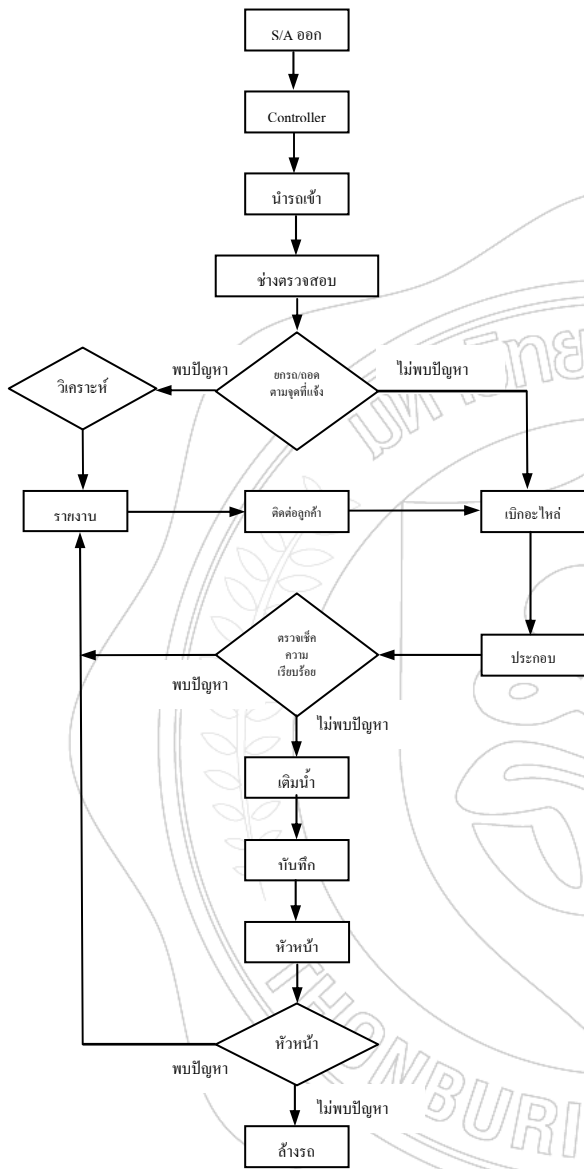 S/A ออก
Controller
นำรถเข้า
ช่างตรวจสอบ
พบปัญหา
ไม่พบปัญหา
ยกรถ/ถอด
ตามจุดที่แจ้ง
วิเคราะห์
รายงาน
ติดต่อลูกค้า
เบิกอะไหล่
ตรวจเช็ค
ความ
เรียบร้อย
ประกอบ
พบปัญหา
ไม่พบปัญหา
เติมน้ำ
บันทึก
หัวหน้า
หัวหน้า
พบปัญหา
ไม่พบปัญหา
ล้างรถ
THONBURI